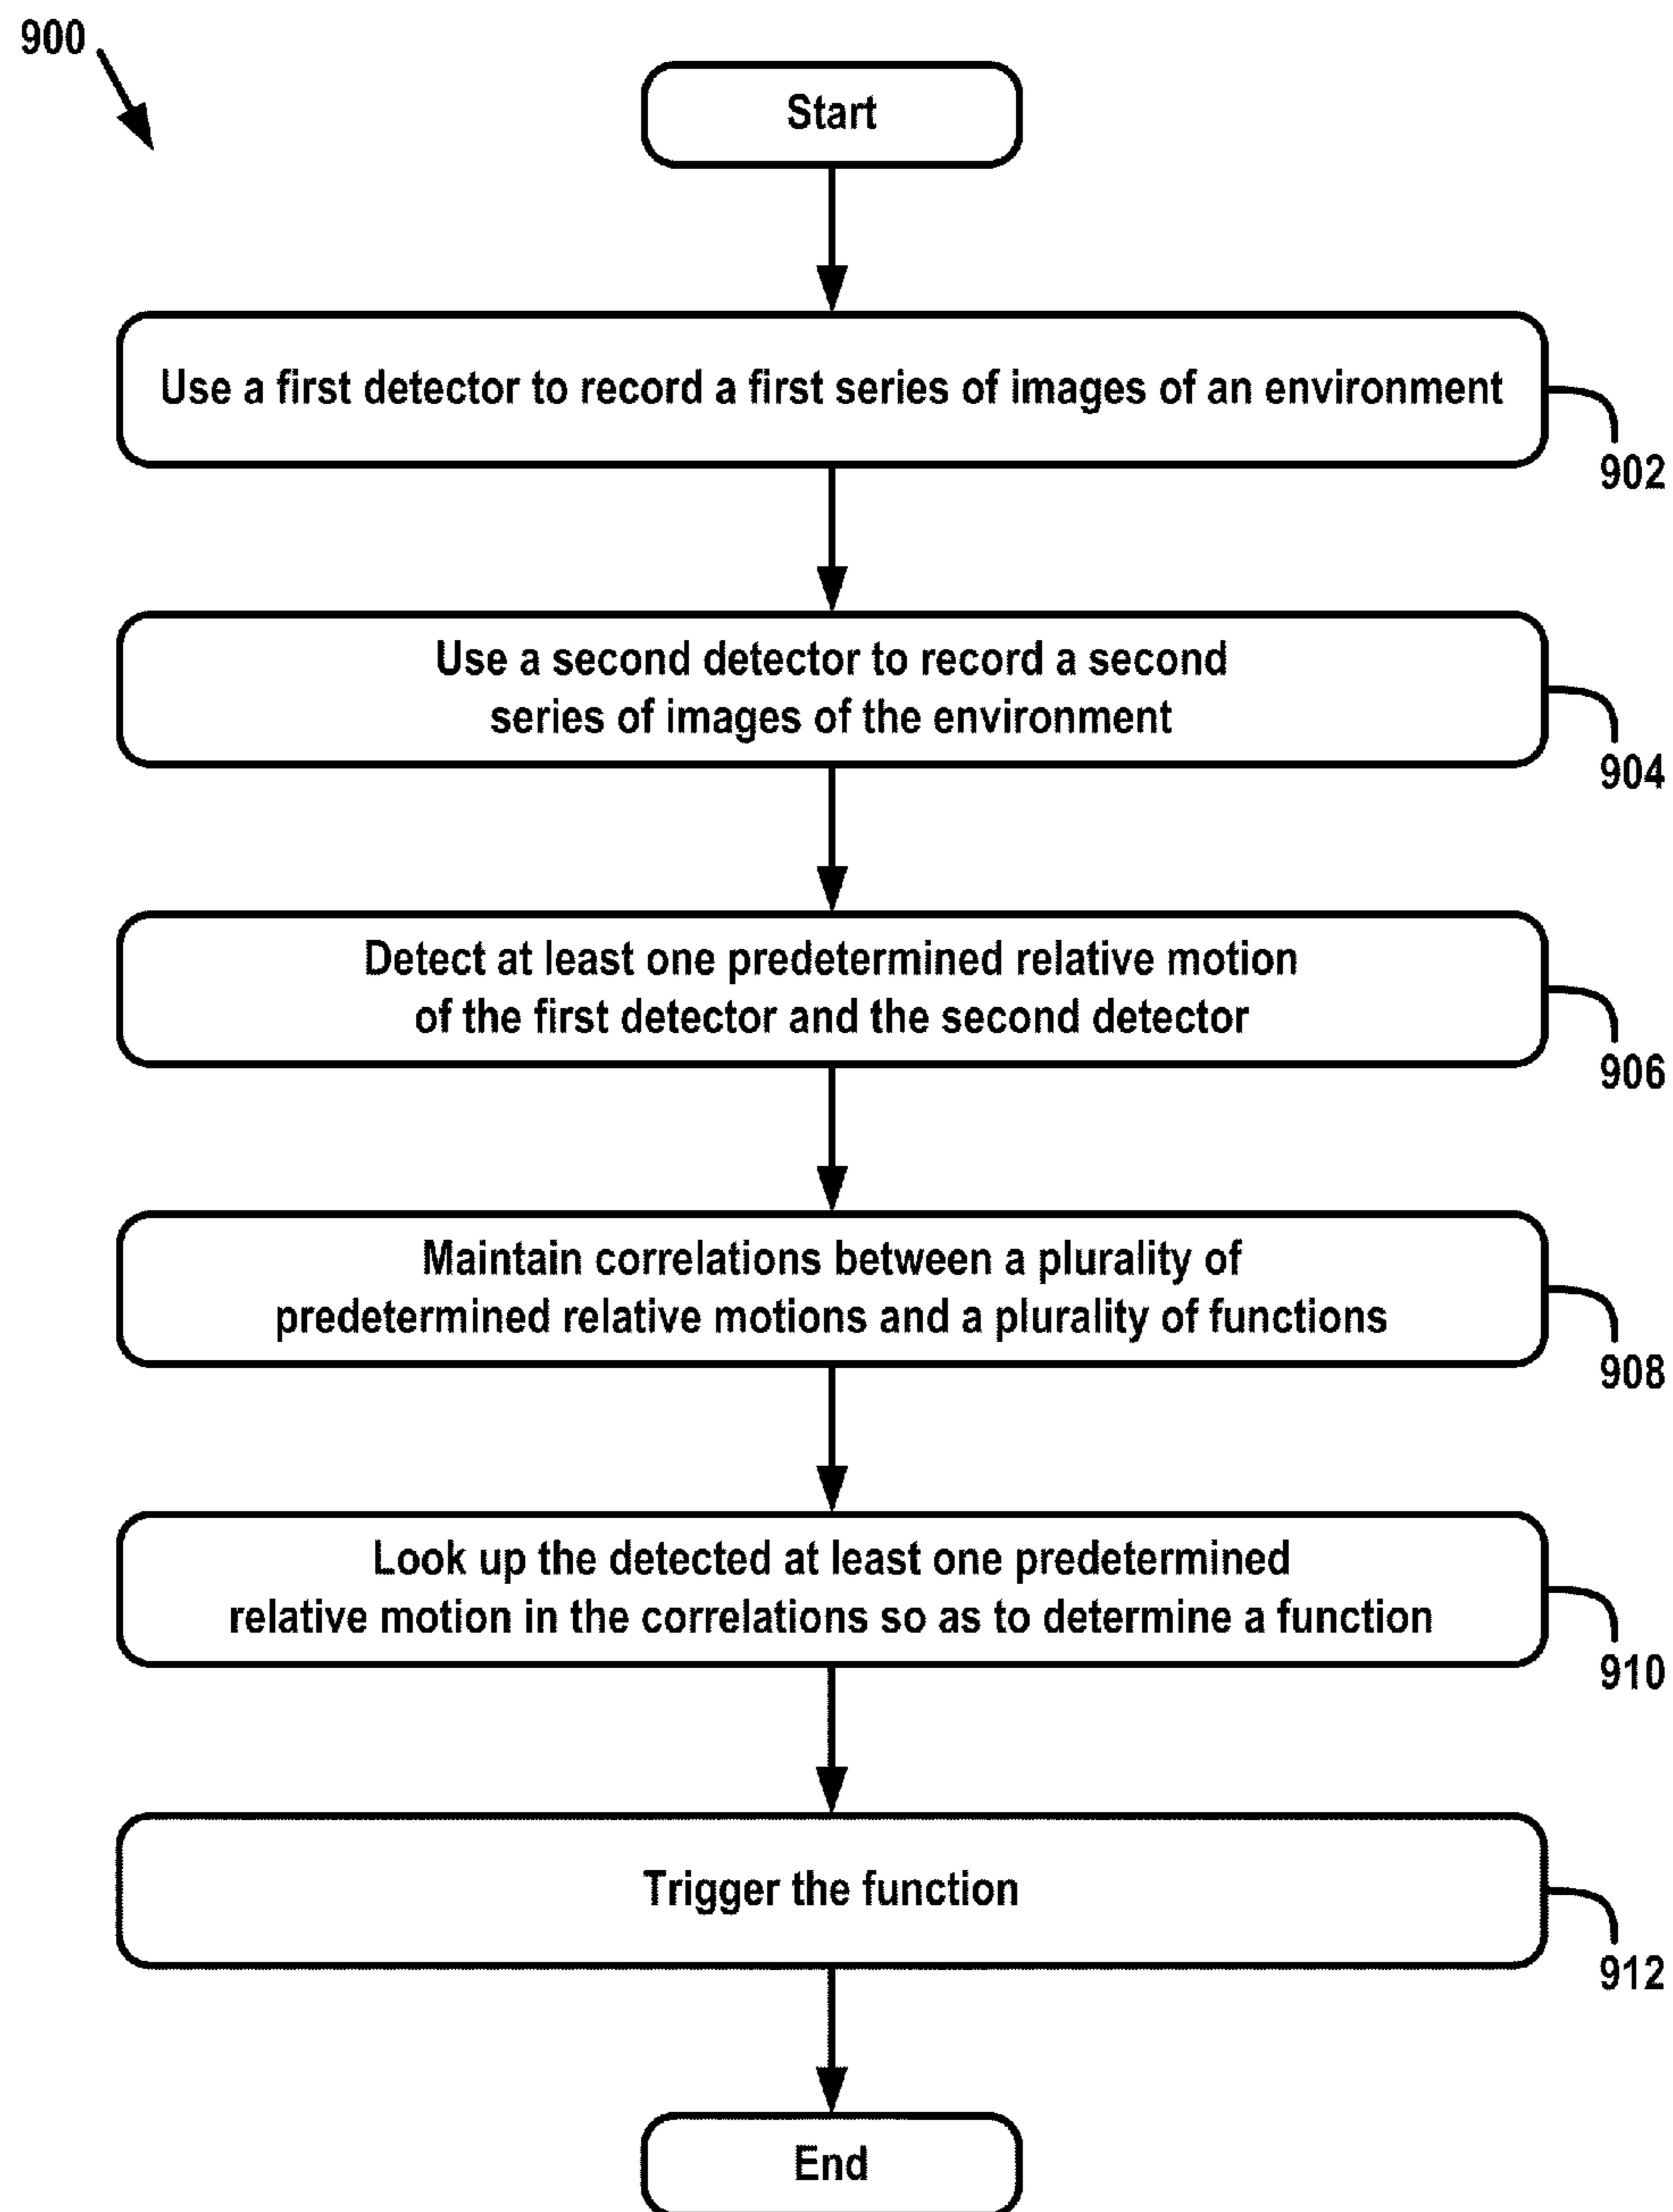 900
Start
Use a first detector to record a first series of images of an environment
902
Use a second detector to record a second
series of images of the environment
904
Detect at least one predetermined relative motion
of the first detector and the second detector
906
Maintain correlations between a plurality of
predetermined relative motions and a plurality of functions
908
Look up the detected at least one predetermined
relative motion in the correlations so as to determine a function
910
Trigger the function
912
End